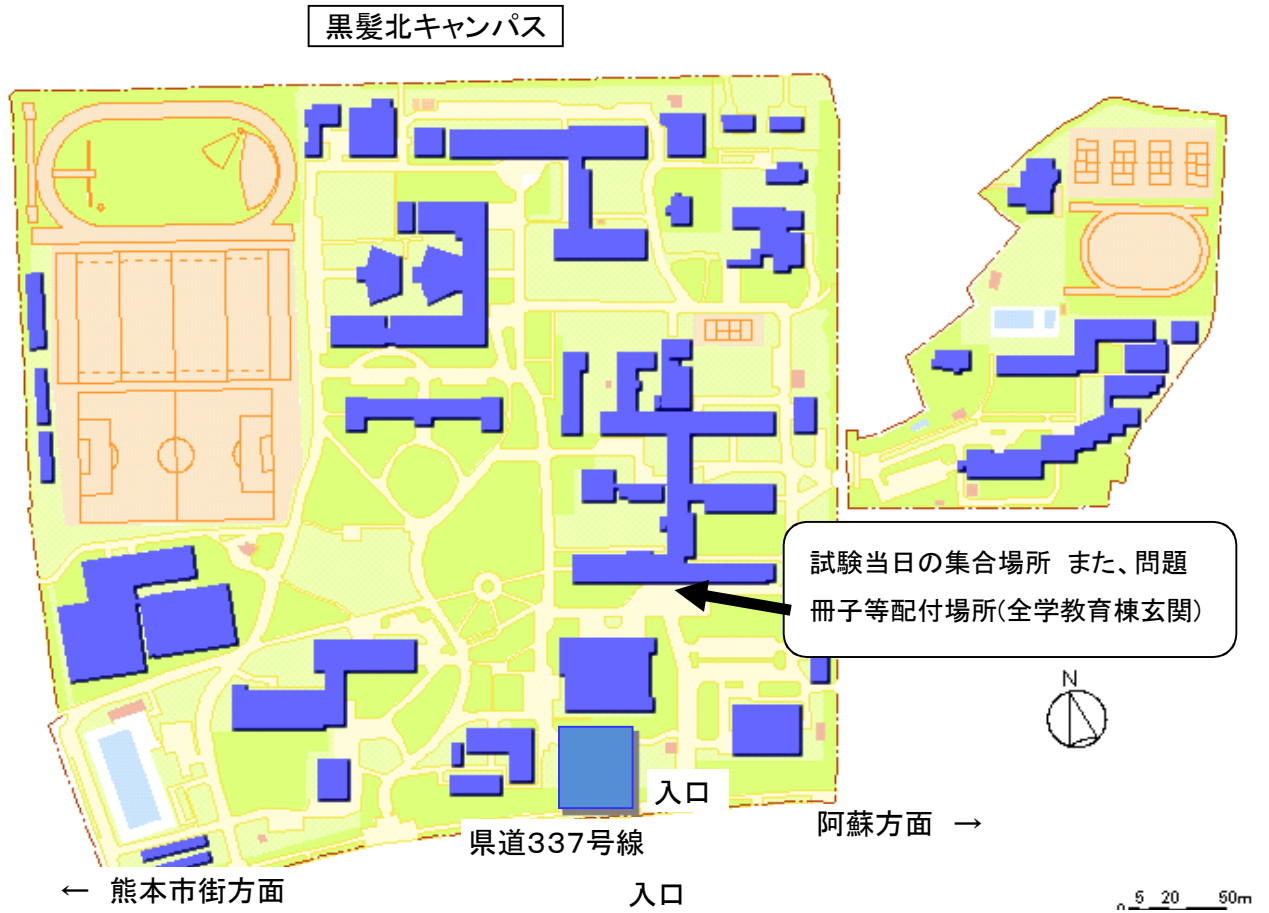 黒髪北キャンパス
試験当日の集合場所 また、問題
冊子等配付場所(全学教育棟玄関)
N
入口
阿蘇方面 →
県道337号線
← 熊本市街方面
入口
0 5 20 50m